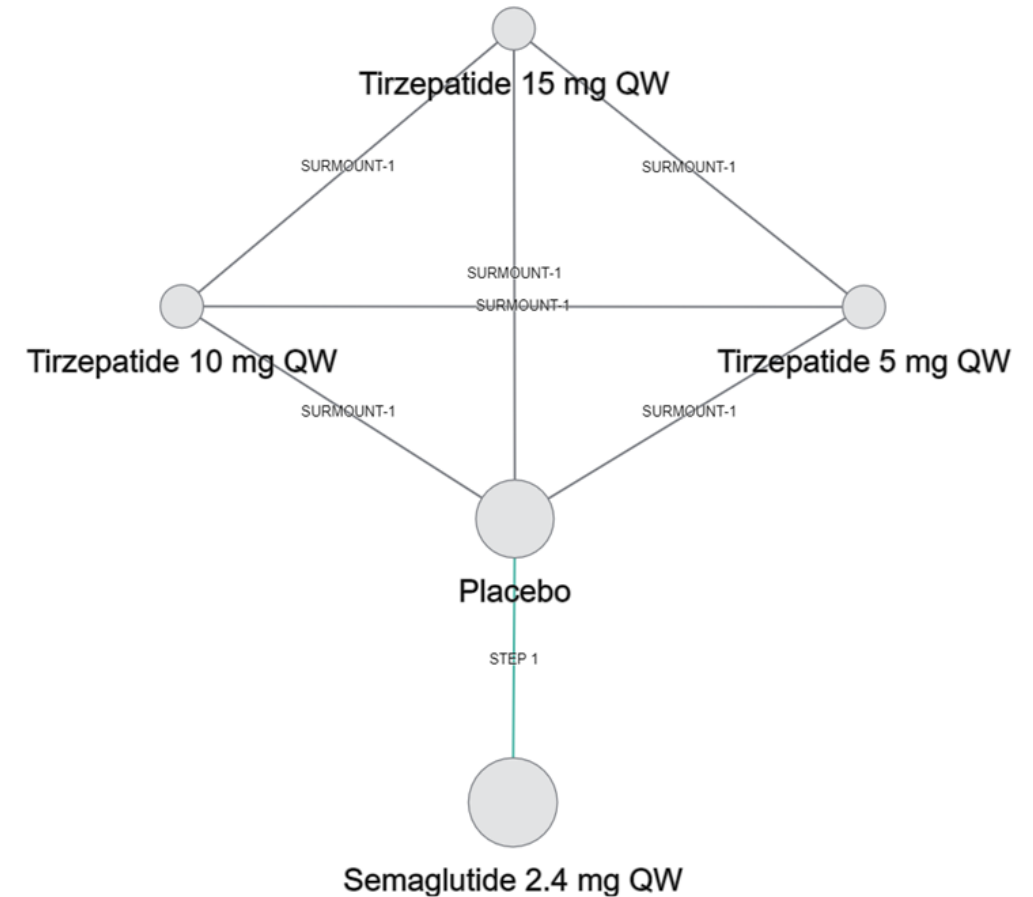 Tirzepatide 15 mg QW
SURMOUNT-1
SURMOUNT-1
SURMOUNT-1
SURMOUNT-1
Tirzepatide 10 mg QW
Tirzepatide 5 mg QW
SURMOUNT-1
SURMOUNT-1
Placebo
STEP 1
Semaglutide 2.4 mg QW